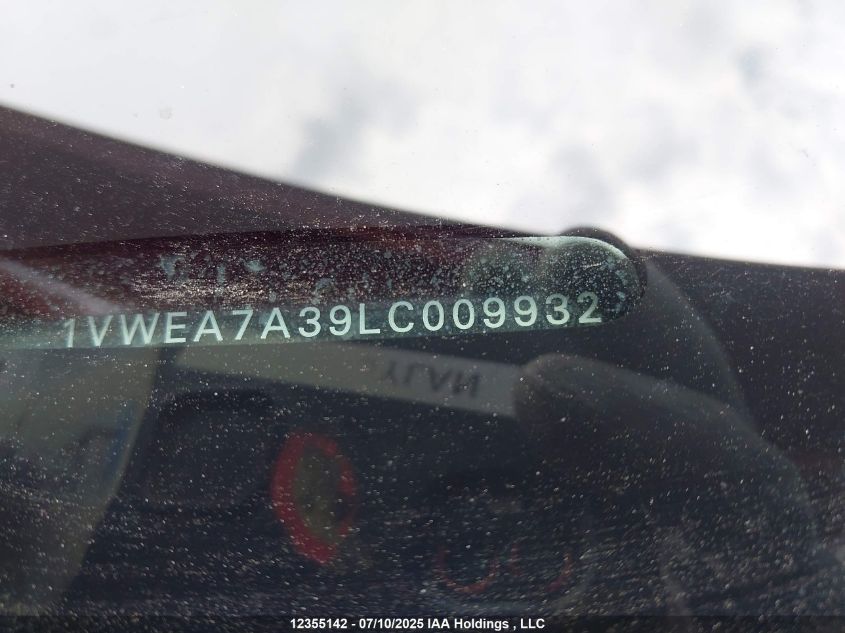 1VWEA7A39LC009932
12355142 - 07/10/2025 IAA Holdings , LLC